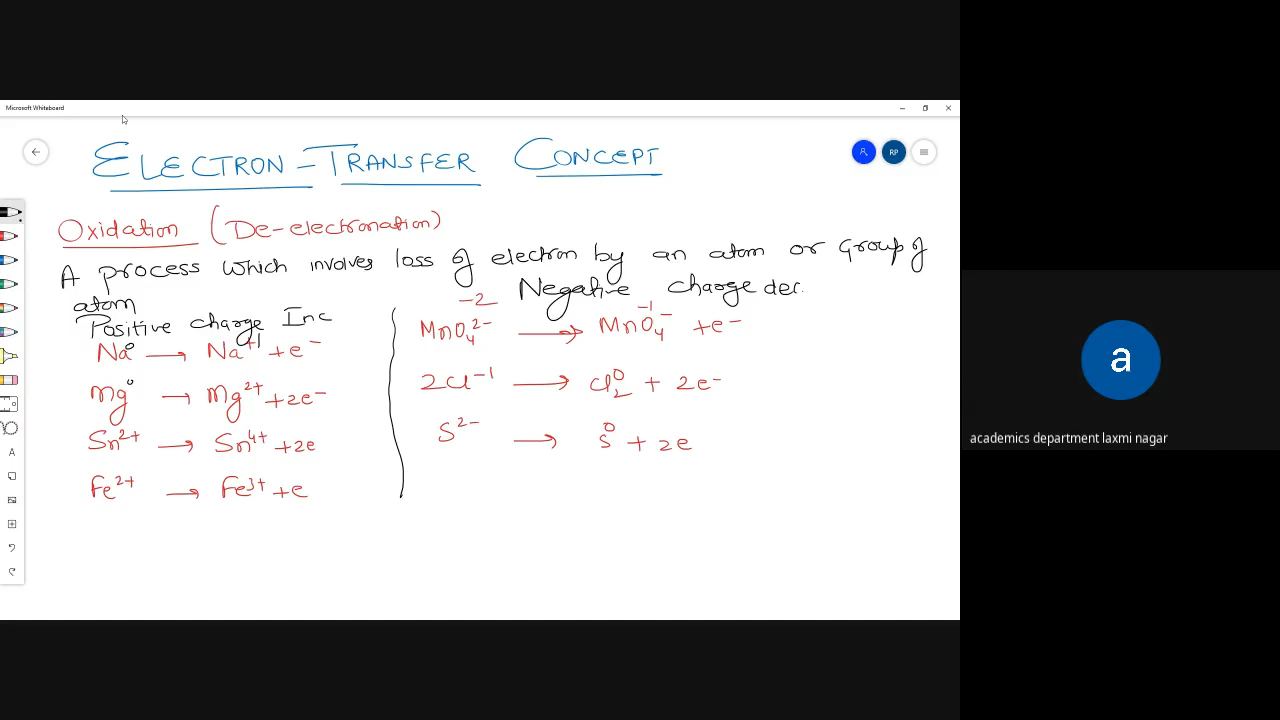 Microsoft Whiteboard
ELECTRON-TRANSFER CONCEPT
RP
Oxidation (De-electronation)
A process which involves loss of electron by an atom or Group of
atom
Positive charge Inc
Na⁰ → Na⁺¹ + e⁻
Mg⁰ → Mg²⁺ + 2e⁻
Sn²⁺ → Sn⁴⁺ + 2e
Fe²⁺ → Fe³⁺ + e
Negative charge dec.
-2 -1
MnO₄²⁻ → MnO₄⁻ + e⁻
2Cl⁻¹ → Cl₂⁰ + 2e⁻
S²⁻ → S⁰ + 2e
A
a
academics department laxmi nagar